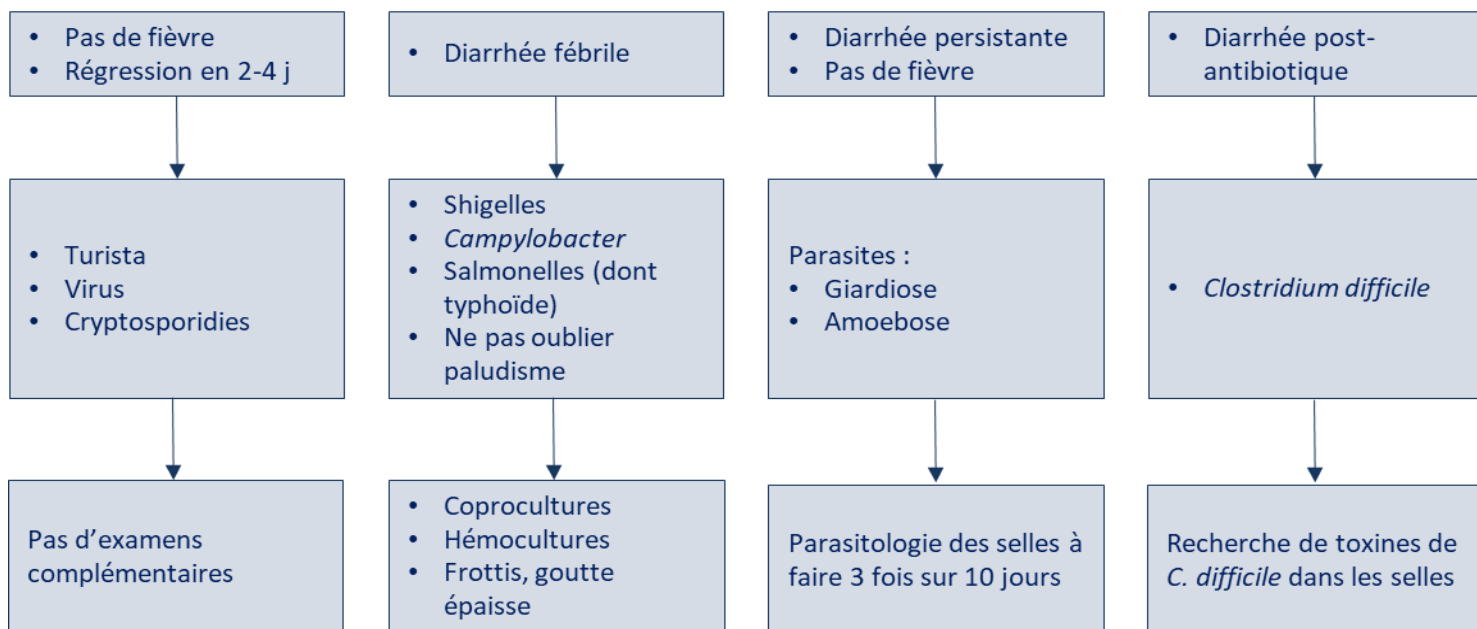 • Pas de fièvre
• Régression en 2-4 j
• Diarrhée fébrile
• Diarrhée persistante
• Pas de fièvre
• Diarrhée post-
antibiotique
• Turista
• Virus
• Cryptosporidies
• Shigelles
• Campylobacter
• Salmonelles (dont
typhoïde)
• Ne pas oublier
paludisme
Parasites :
• Giardiose
• Amoebose
• Clostridium difficile
Pas d’examens
complémentaires
• Coprocultures
• Hémocultures
• Frottis, goutte
épaisse
Parasitologie des selles à
faire 3 fois sur 10 jours
Recherche de toxines de
C. difficile dans les selles